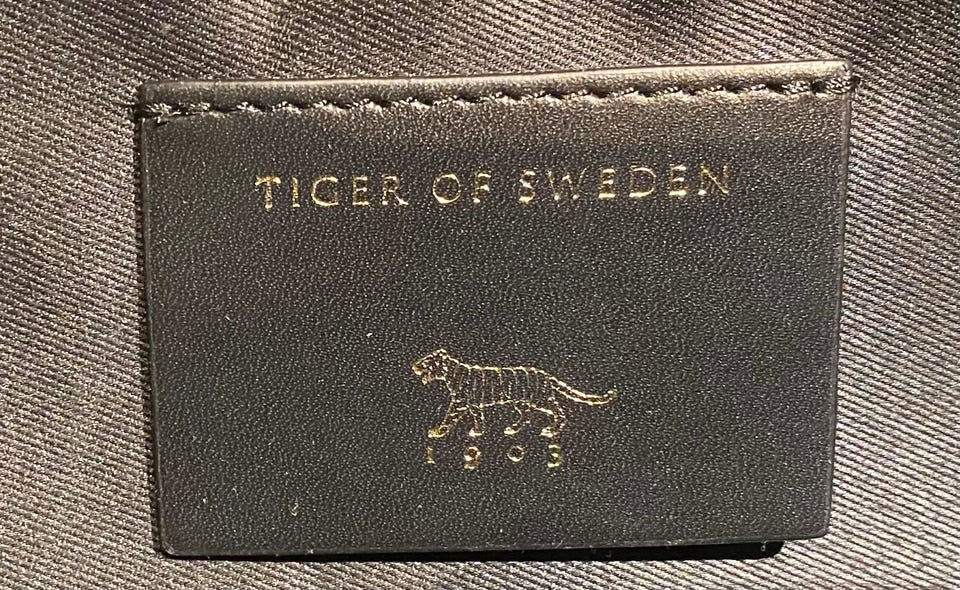 TIGER OF SWEDEN
1903